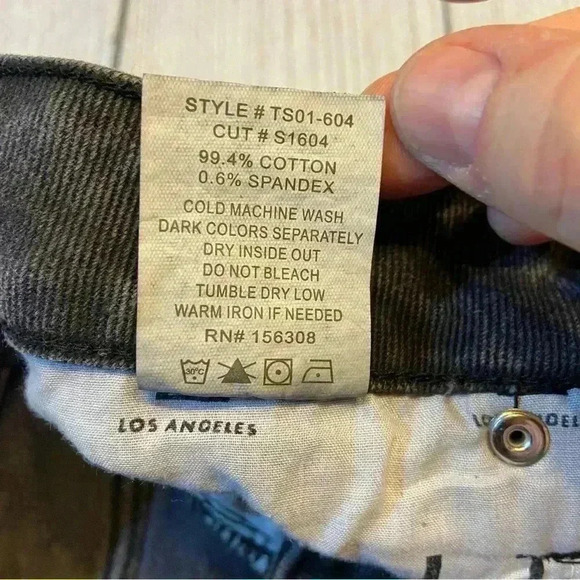 STYLE # TS01-604
CUT # S1604
99.4% COTTON
0.6% SPANDEX
COLD MACHINE WASH
DARK COLORS SEPARATELY
DRY INSIDE OUT
DO NOT BLEACH
TUMBLE DRY LOW
WARM IRON IF NEEDED
RN# 156308
30°C
LOS ANGELES